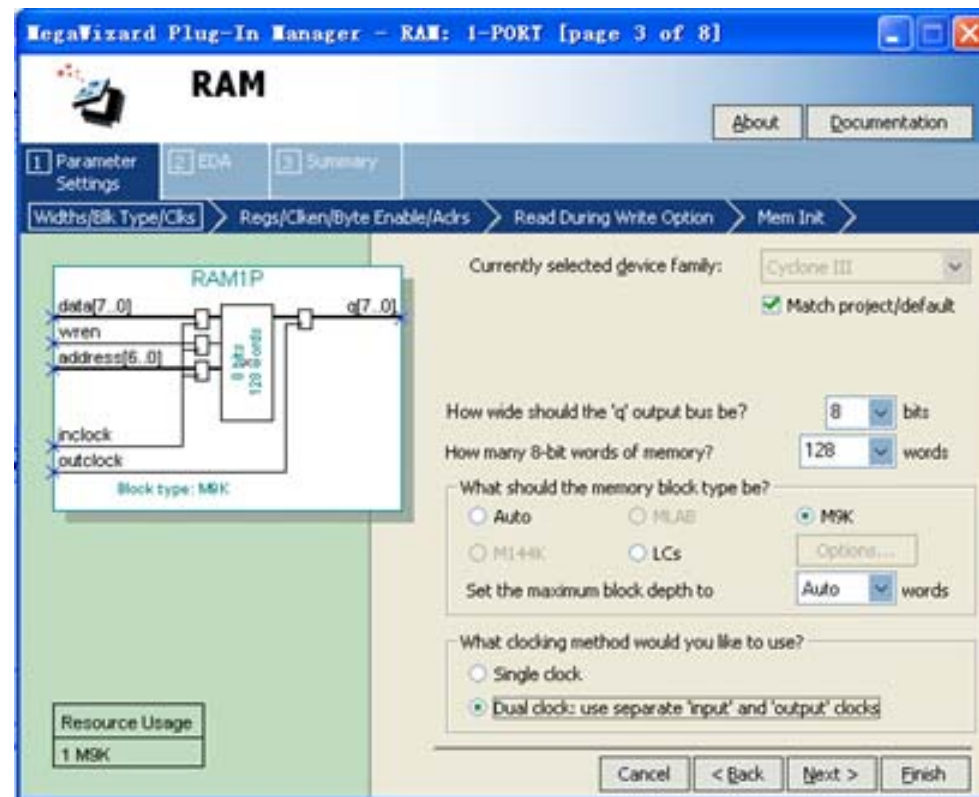 MegaWizard Plug-In Manager - RAM: 1-PORT [page 3 of 8]
RAM
About
Documentation
1 Parameter Settings
2 EDA
3 Summary
Widths/Blk Type/Clks
Regs/Clken/Byte Enable/Aclrs
Read During Write Option
Mem Init
RAM1P
data[7..0]
q[7..0]
wren
address[6..0]
8 bits
128 words
inclock
outclock
Block type: M9K
Resource Usage
1 M9K
Currently selected device family:
Cyclone III
Match project/default
How wide should the 'q' output bus be?
8
bits
How many 8-bit words of memory?
128
words
What should the memory block type be?
Auto
MLAB
M9K
M144K
LCs
Options...
Set the maximum block depth to
Auto
words
What clocking method would you like to use?
Single clock
Dual clock: use separate 'input' and 'output' clocks
Cancel
< Back
Next >
Finish